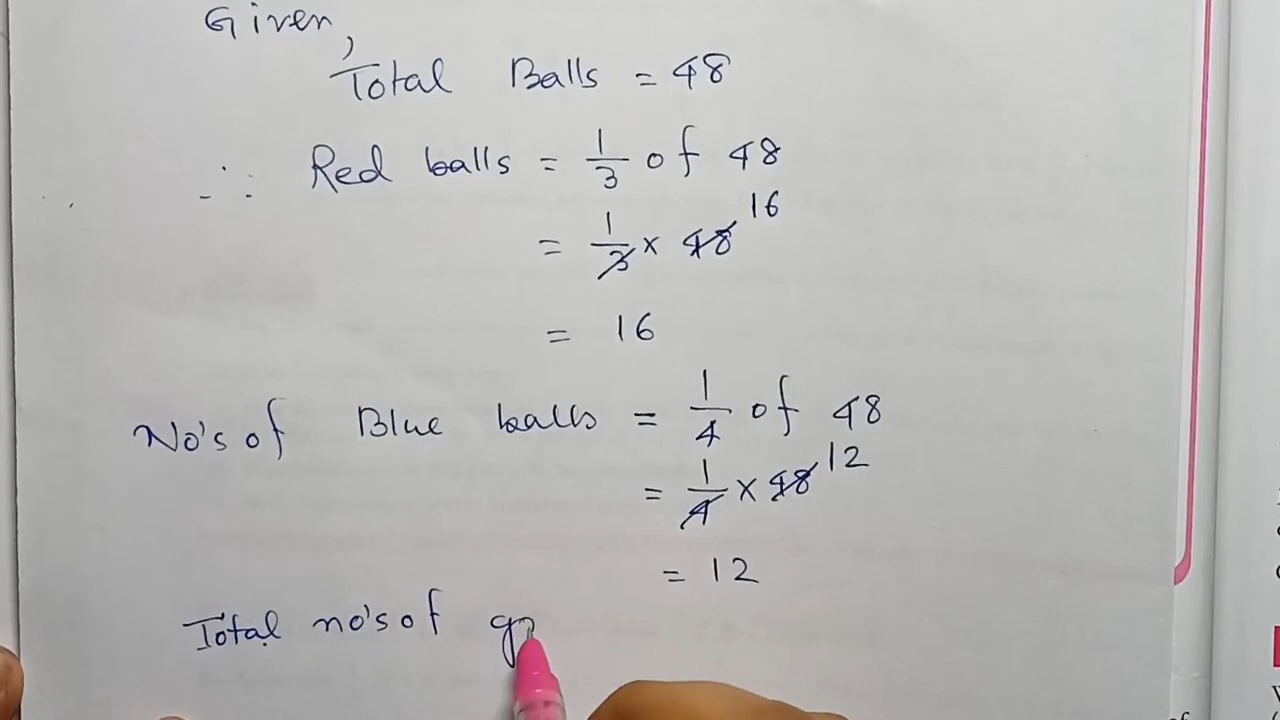 Given,
Total Balls = 48
∴ Red balls = 1/3 of 48
= 1/3 × 48 16
= 16
No's of Blue balls = 1/4 of 48
= 1/4 × 48 12
= 12
Total no's of